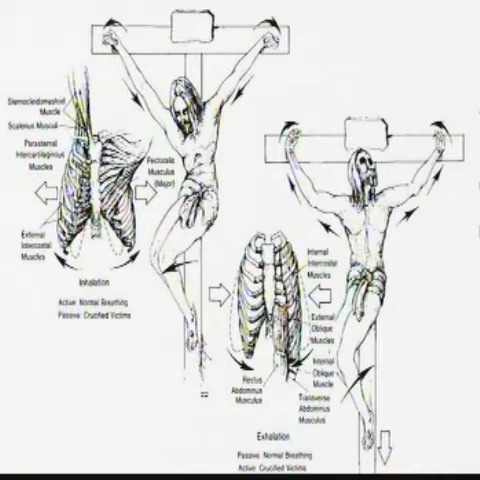 Sternocleidomastoid
Muscle
Scalenus Muscual
Parasternal
Intercartilaginius
Muscles
Pectoralis
Musculus
(Major)
External
Intercostal
Muscles
Inhalation
Active: Normal Breathing
Passive: Crucified Victims
Internal
Intercostal
Muscles
External
Oblique
Muscles
Internal
Oblique
Muscle
Rectus
Abdominus
Musculus
Transverse
Abdominus
Musculus
Exhalation
Passive: Normal Breathing
Active: Crucified Victims